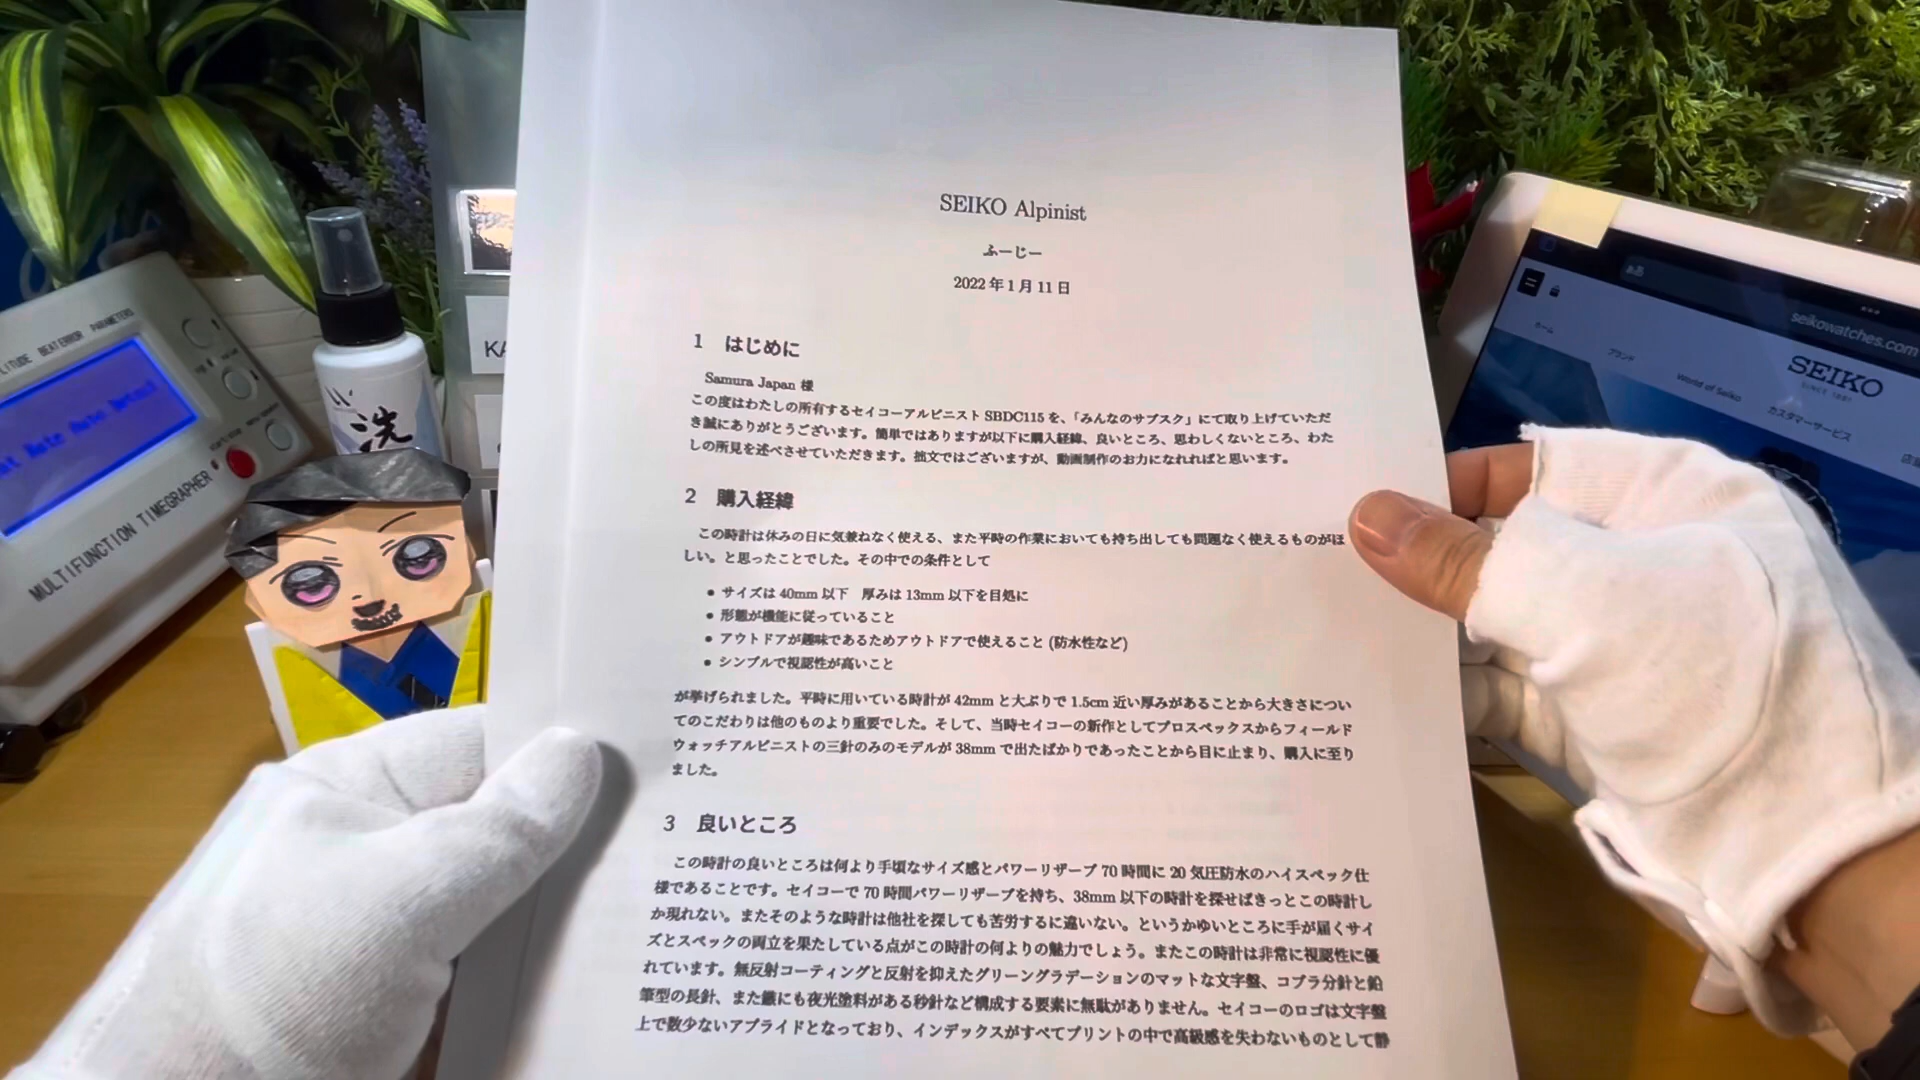 SEIKO Alpinist
ふーじー
2022 年 1 月 11 日
1 はじめに
Samura Japan 様
この度はわたしの所有するセイコーアルピニスト SBDC115 を、「みんなのサブスク」にて取り上げていただ
き誠にありがとうございます。簡単ではありますが以下に購入経緯、良いところ、思わしくないところ、わた
しの所見を述べさせていただきます。拙文ではございますが、動画制作のお力になれればと思います。
2 購入経緯
この時計は休みの日に気兼ねなく使える、また平時の作業においても持ち出しても問題なく使えるものがほ
しい。と思ったことでした。その中での条件として
• サイズは 40mm 以下 厚みは 13mm 以下を目処に
• 形態が機能に従っていること
• アウトドアが趣味であるためアウトドアで使えること (防水性など)
• シンプルで視認性が高いこと
が挙げられました。平時に用いている時計が 42mm と大ぶりで 1.5cm 近い厚みがあることから大きさについ
てのこだわりは他のものより重要でした。そして、当時セイコーの新作としてプロスペックスからフィールド
ウォッチアルピニストの三針のみのモデルが 38mm で出たばかりであったことから目に止まり、購入に至り
ました。
3 良いところ
この時計の良いところは何より手頃なサイズ感とパワーリザーブ 70 時間に 20 気圧防水のハイスペック仕
様であることです。セイコーで 70 時間パワーリザーブを持ち、38mm 以下の時計を探せばきっとこの時計し
か現れない。またそのような時計は他社を探しても苦労するに違いない。というかゆいところに手が届くサイ
ズとスペックの両立を果たしている点がこの時計の何よりの魅力でしょう。またこの時計は非常に視認性に優
れています。無反射コーティングと反射を抑えたグリーングラデーションのマットな文字盤、コブラ分針と鉛
筆型の長針、また鏃にも夜光塗料がある秒針など構成する要素に無駄がありません。セイコーのロゴは文字盤
上で数少ないアプライドとなっており、インデックスがすべてプリントの中で高級感を失わないものとして静
BEAT ERROR PARAMETERS
MULTIFUNCTION TIMEGRAPHER
洗
KA
ああ
seikowatches.com
SEIKO
SINCE 1881
ホーム
ブランド
World of Seiko
カスタマーサービス